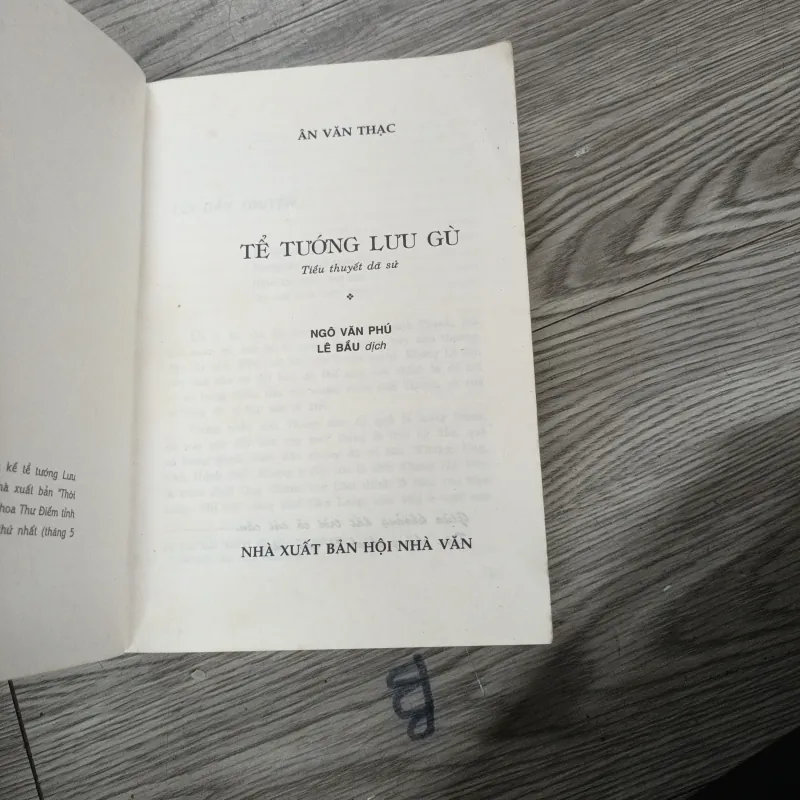 kể tể tướng Lưu
nhà xuất bản "Thời
hoa Thư Điếm tỉnh
thứ nhất (tháng 5
ÂN VĂN THẠC
TỂ TƯỚNG LƯU GÙ
Tiểu thuyết dã sử
NGÔ VĂN PHÚ
LÊ BẦU dịch
NHÀ XUẤT BẢN HỘI NHÀ VĂN